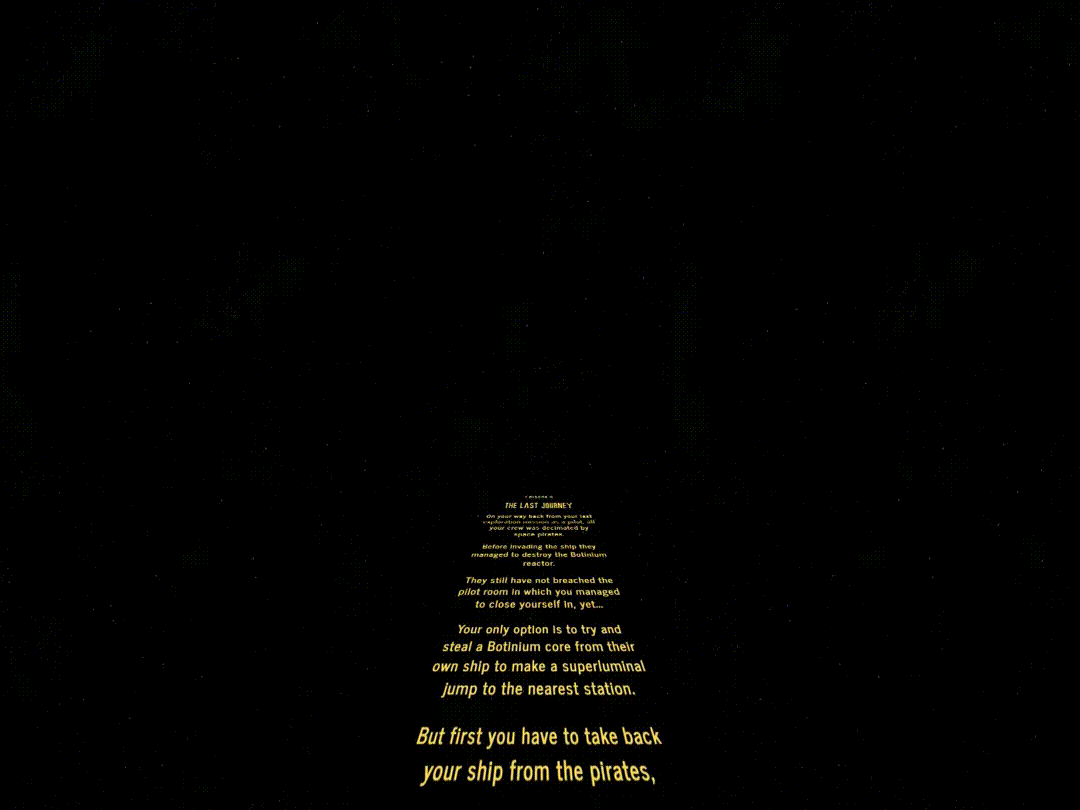 THE LAST JOURNEY
On your way back from your last
exploration mission as a pilot, all
your crew was decimated by
space pirates.
Before invading the ship they
managed to destroy the Botinium
reactor.
They still have not breached the
pilot room in which you managed
to close yourself in, yet...
Your only option is to try and
steal a Botinium core from their
own ship to make a superluminal
jump to the nearest station.
But first you have to take back
your ship from the pirates,